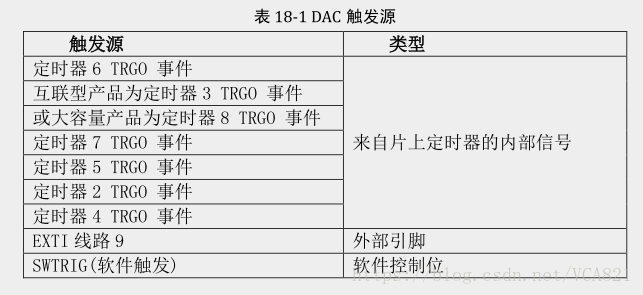 表 18-1 DAC 触发源
触发源 类型
定时器 6 TRGO 事件
互联型产品为定时器 3 TRGO 事件
或大容量产品为定时器 8 TRGO 事件
定时器 7 TRGO 事件
来自片上定时器的内部信号
定时器 5 TRGO 事件
定时器 2 TRGO 事件
定时器 4 TRGO 事件
EXTI 线路 9 外部引脚
SWTRIG(软件触发) 软件控制位
https://blog.csdn.net/VCA821